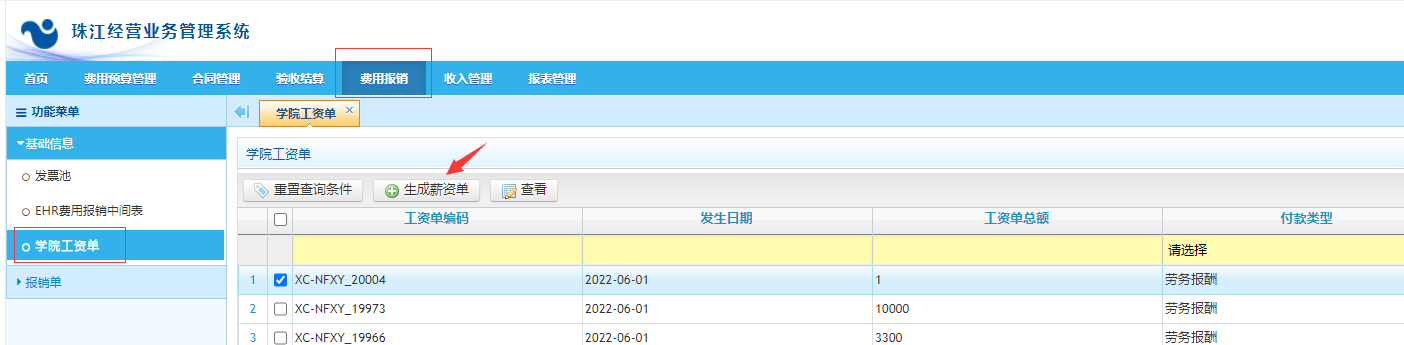 珠江经营业务管理系统
首页 费用预算管理 合同管理 验收结算 费用报销 收入管理 报表管理
功能菜单
学院工资单
基础信息
发票池
EHR费用报销中间表
学院工资单
报销单
学院工资单
重置查询条件 生成薪资单 查看
工资单编码 发生日期 工资单总额 付款类型
请选择
1 XC-NFXY_20004 2022-06-01 1 劳务报酬
2 XC-NFXY_19973 2022-06-01 10000 劳务报酬
3 XC-NFXY_19966 2022-06-01 3300 劳务报酬